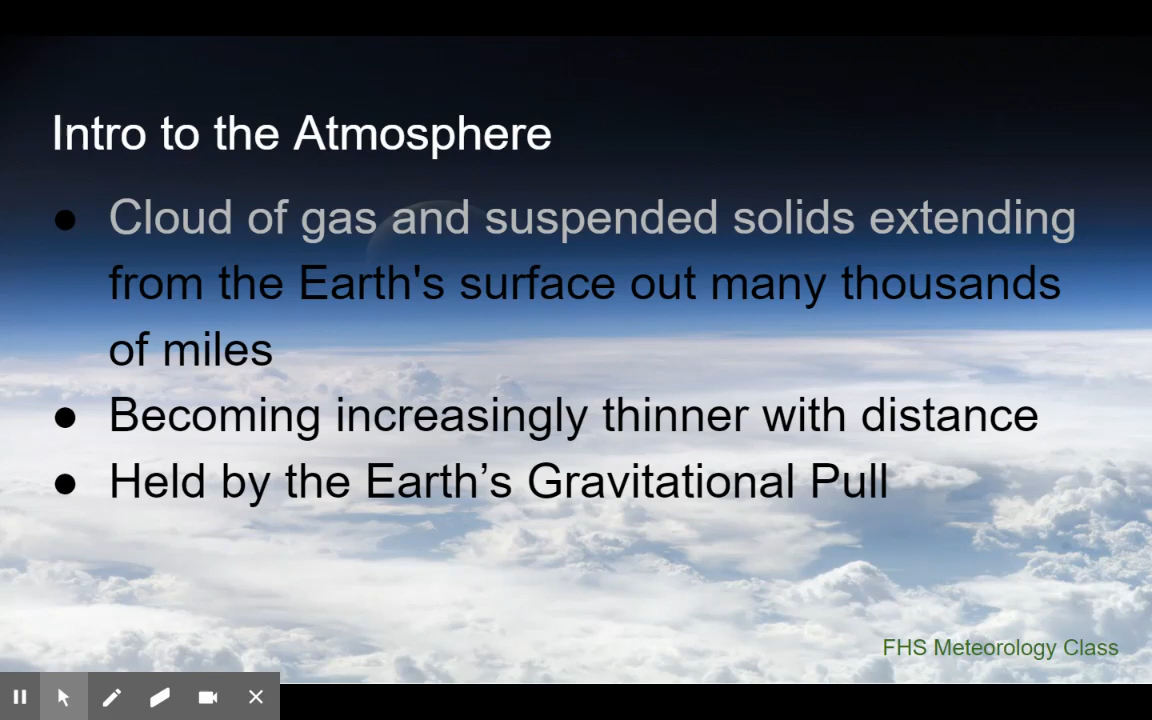 Intro to the Atmosphere
● Cloud of gas and suspended solids extending
from the Earth's surface out many thousands
of miles
● Becoming increasingly thinner with distance
● Held by the Earth’s Gravitational Pull
FHS Meteorology Class